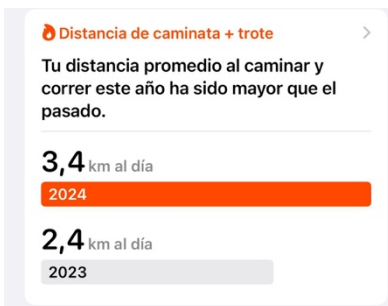 Distancia de caminata + trote
Tu distancia promedio al caminar y
correr este año ha sido mayor que el
pasado.
3,4 km al día
2024
2,4 km al día
2023